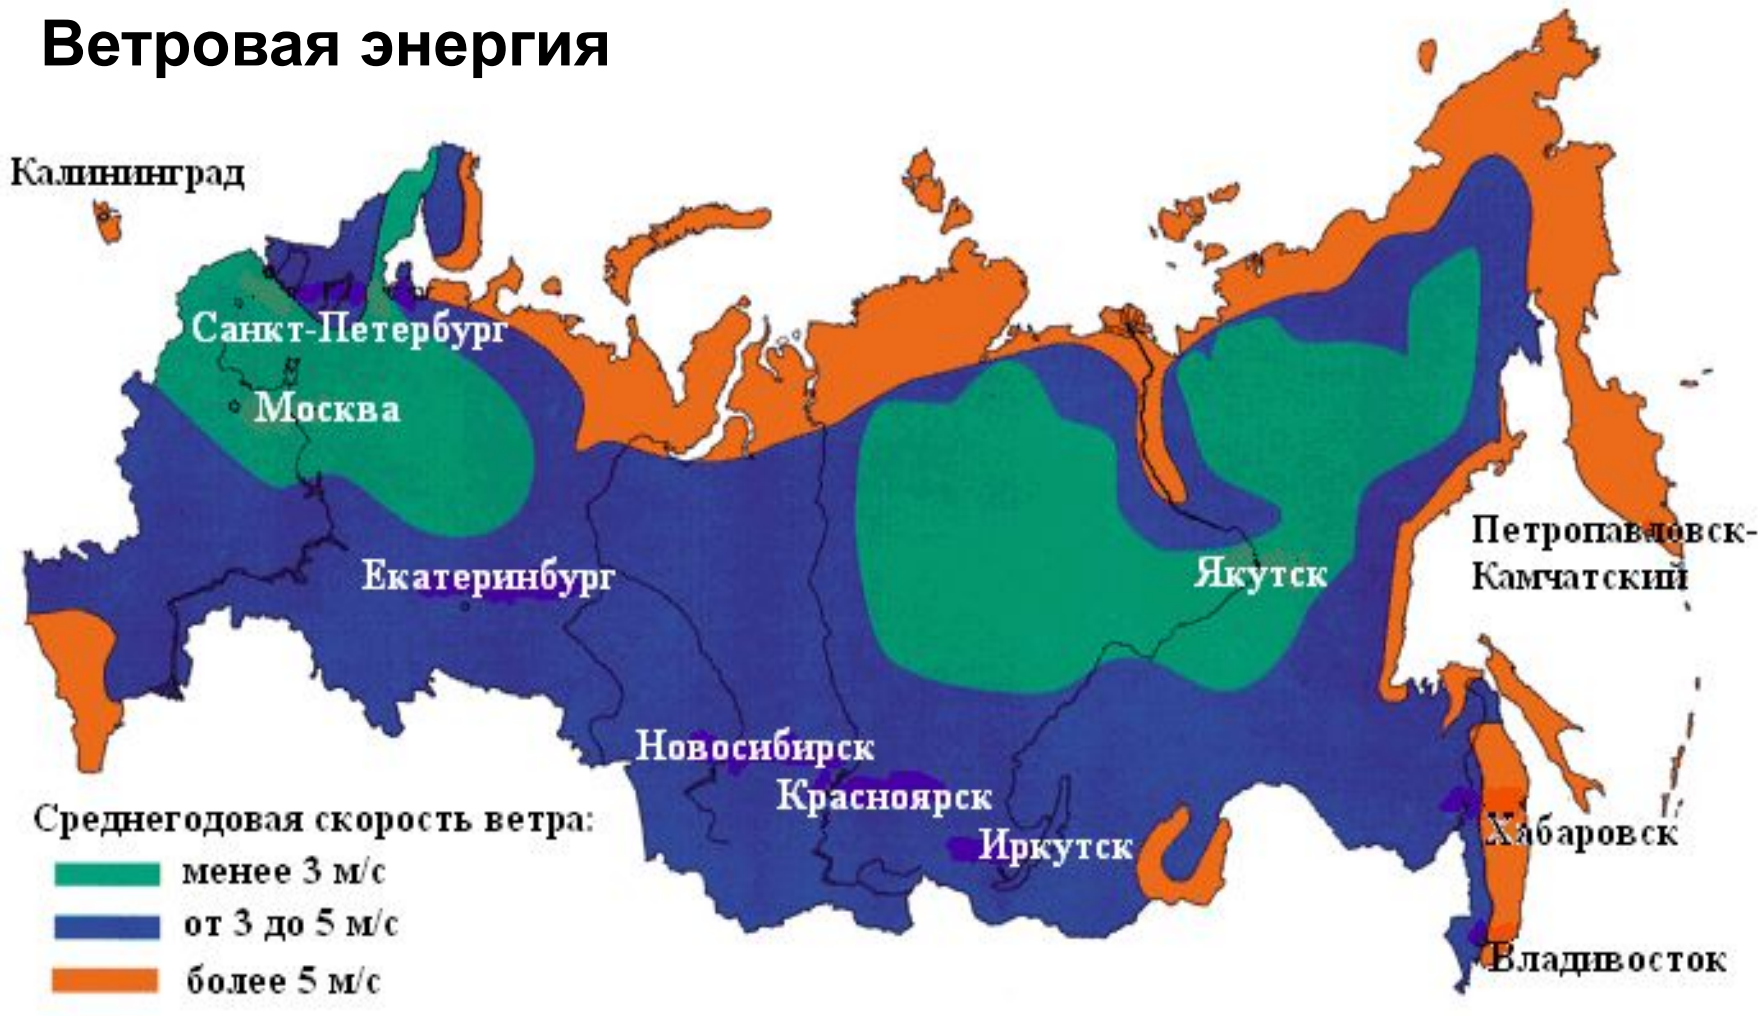 Ветровая энергия
Калининград
Санкт-Петербург
Москва
Петропавловск-
Камчатский
Екатеринбург
Якутск
Новосибирск
Красноярск
Среднегодовая скорость ветра:
Хабаровск
Иркутск
менее 3 м/с
от 3 до 5 м/с
Владивосток
более 5 м/с